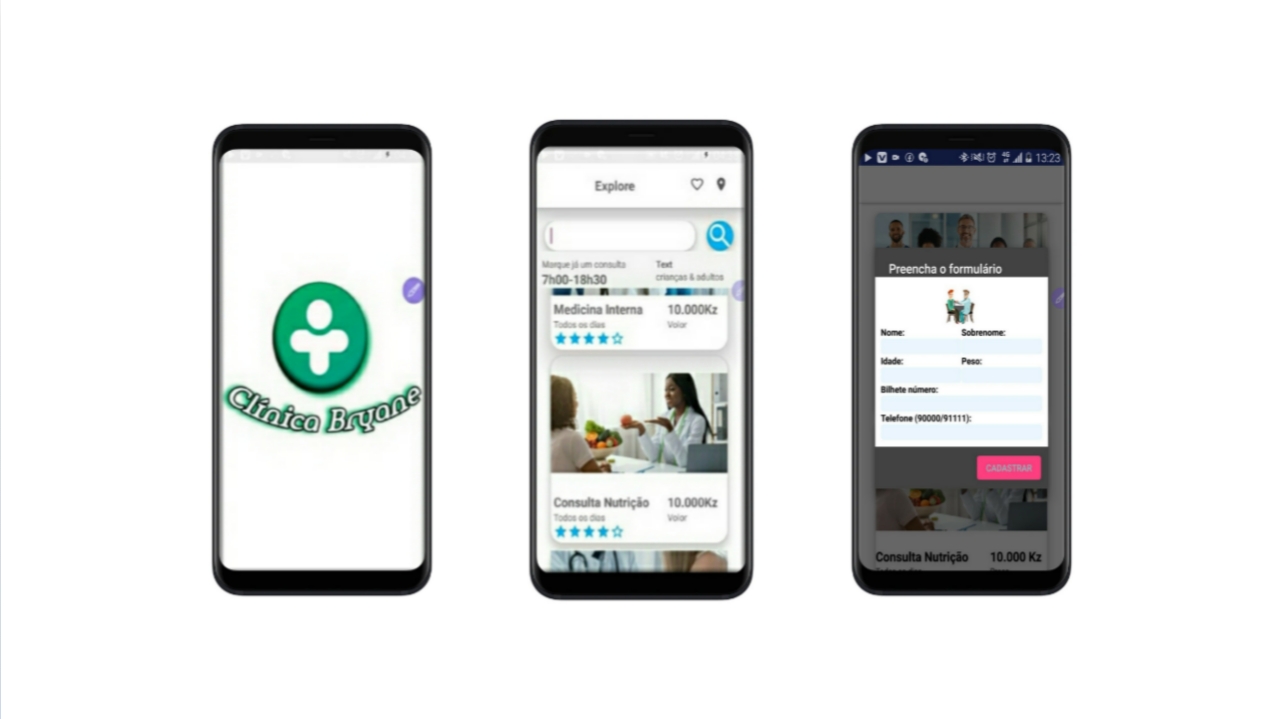 Clínica Bryane
Explore
Marque já um consulta
Text
7h00-18h30
crianças & adultos
Medicina Interna
10.000Kz
Todos os dias
Valor
Consulta Nutrição
10.000Kz
Todos os dias
Valor
4G
13:23
Preencha o formulário
Nome:
Sobrenome:
Idade:
Peso:
Bilhete número:
Telefone (90000/91111):
CADASTRAR
Consulta Nutrição
10.000 Kz